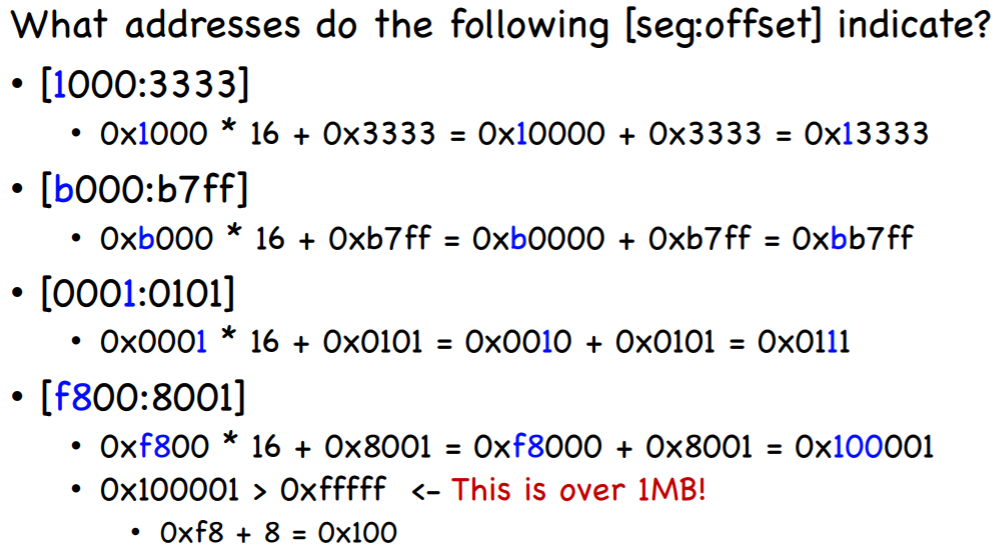 What addresses do the following [seg:offset] indicate?
• [1000:3333]
• 0x1000 * 16 + 0x3333 = 0x10000 + 0x3333 = 0x13333
• [b000:b7ff]
• 0xb000 * 16 + 0xb7ff = 0xb0000 + 0xb7ff = 0xbb7ff
• [0001:0101]
• 0x0001 * 16 + 0x0101 = 0x0010 + 0x0101 = 0x0111
• [f800:8001]
• 0xf800 * 16 + 0x8001 = 0xf8000 + 0x8001 = 0x100001
• 0x100001 > 0xfffff <- This is over 1MB!
• 0xf8 + 8 = 0x100